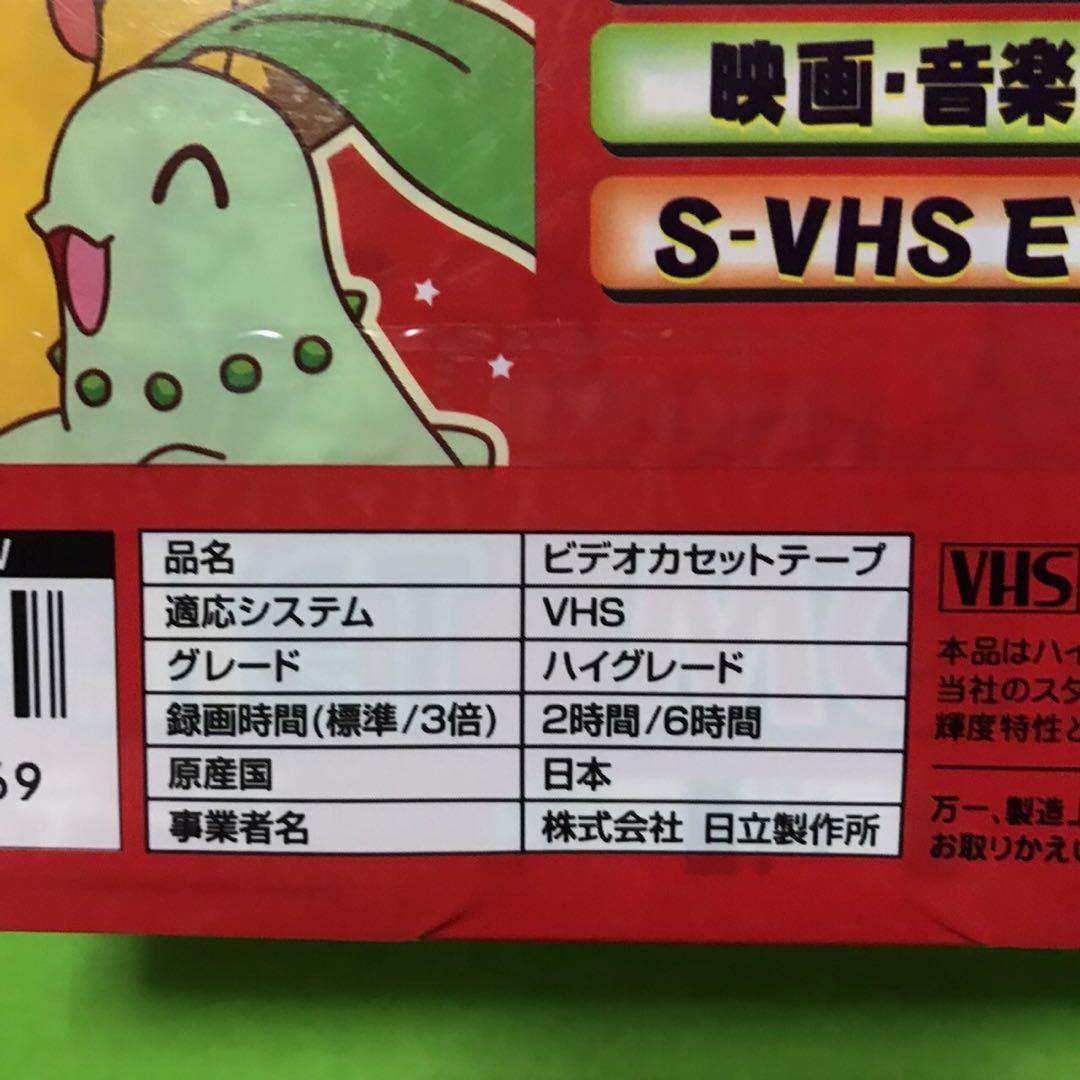 映画・音楽
S-VHS E
品名 ビデオカセットテープ
適応システム VHS
グレード ハイグレード
録画時間(標準/3倍) 2時間/6時間
原産国 日本
事業者名 株式会社 日立製作所
69
VHS
本品はハイ
当社のスタ
輝度特性と
万一、製造上
お取りかえい